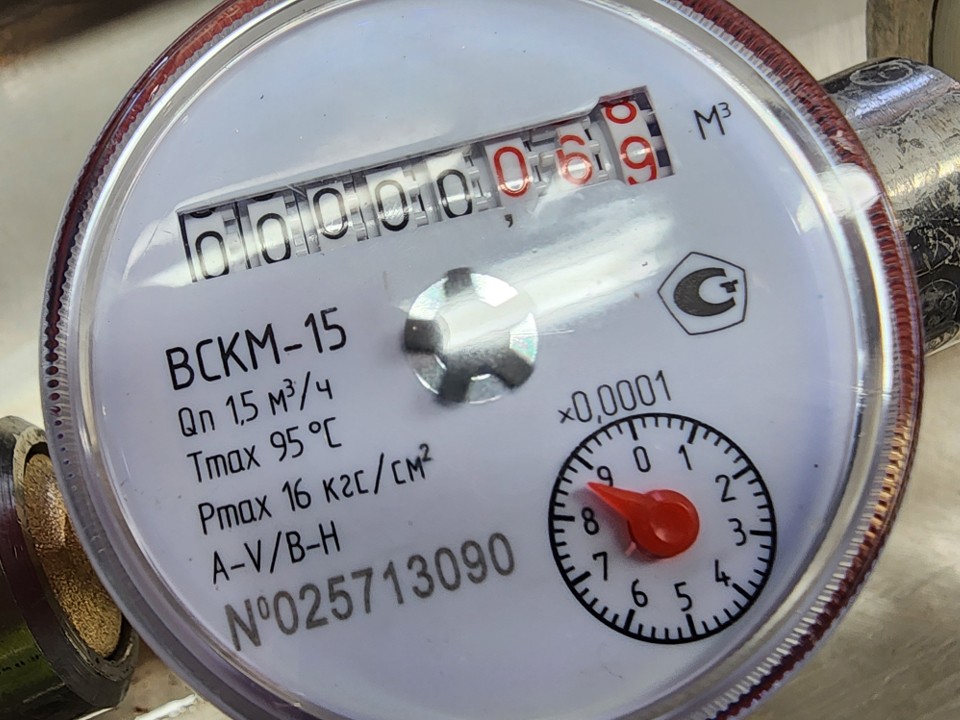 00000,069 м³
ВСКМ-15
Qn 1,5 м³/ч
Tmax 95 °C
Pmax 16 кгс/см²
A-V/B-H
№025713090
×0,0001
0
1
2
3
4
5
6
7
8
9